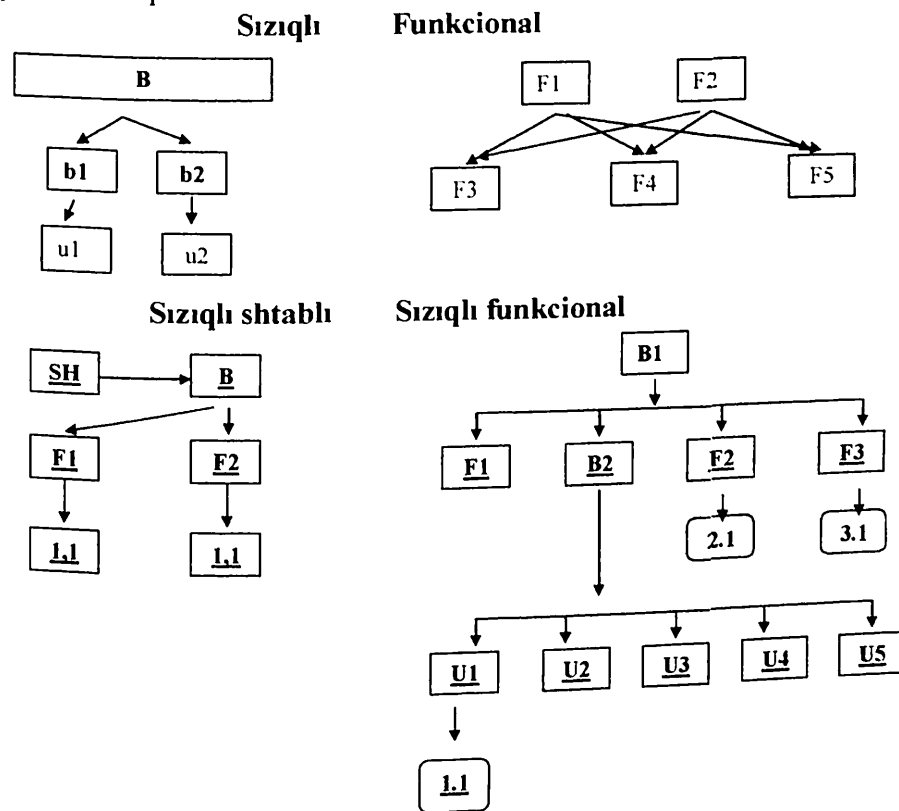 Sızıqlı Funkcional
B
F1 F2
b1 b2
F3 F4 F5
u1 u2
Sızıqlı shtablı Sızıqlı funkcional
B1
SH B
F1 F2
F1 B2 F2 F3
2.1 3.1
1,1 1,1
U1 U2 U3 U4 U5
1.1